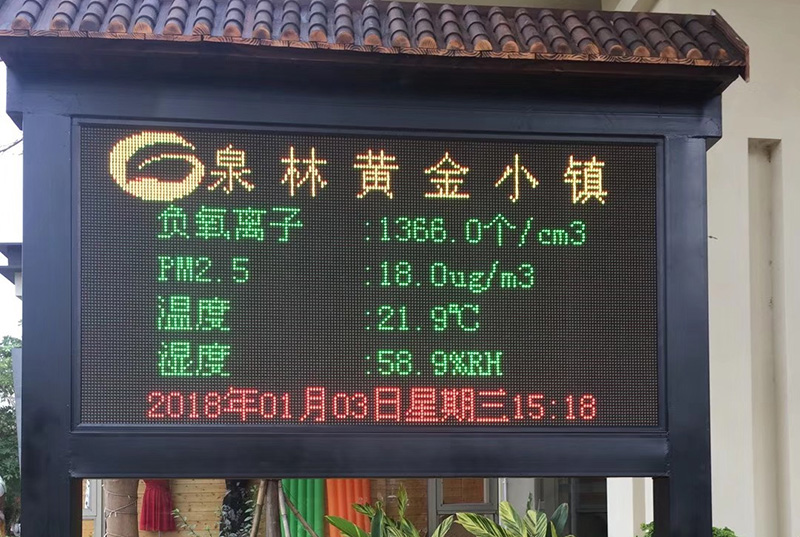 泉林黄金小镇
负氧离子 :1366.0个/cm3
PM2.5 :18.0ug/m3
温度 :21.9℃
湿度 :58.9%RH
2018年01月03日星期三15:18